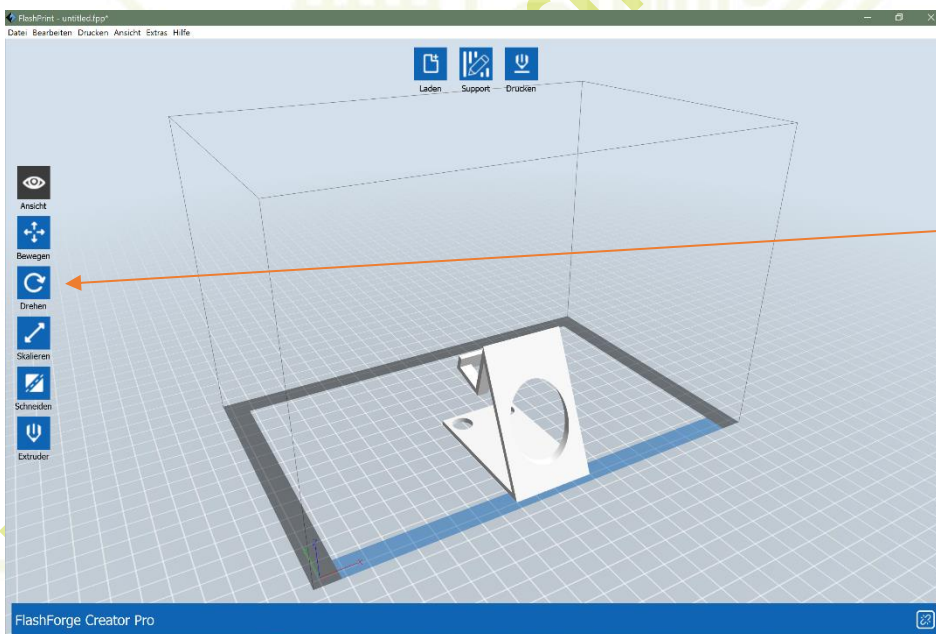 FlashPrint - untitled.fpp*
Datei Bearbeiten Drucken Ansicht Extras Hilfe
Laden Support Drucken
Ansicht
Bewegen
Drehen
Skalieren
Schneiden
Extruder
FlashForge Creator Pro